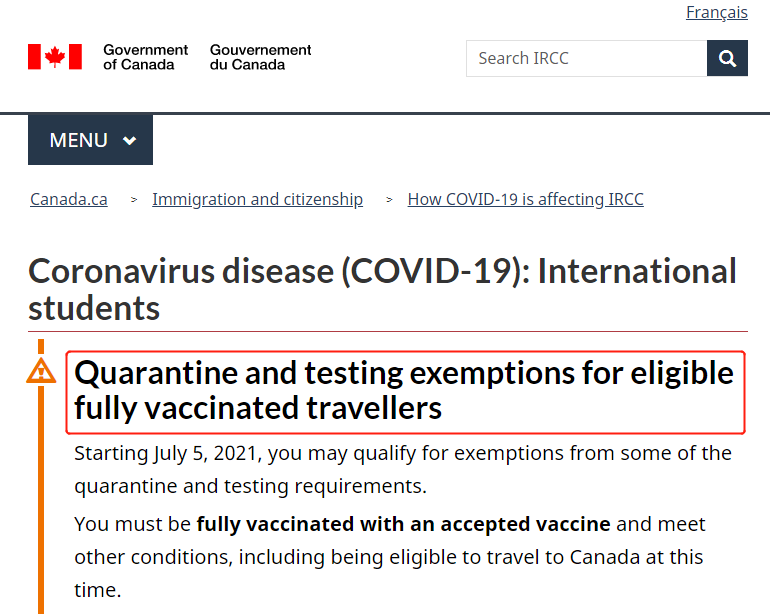 Français
Government of Canada
Gouvernement du Canada
Search IRCC
MENU
Canada.ca > Immigration and citizenship > How COVID-19 is affecting IRCC
Coronavirus disease (COVID-19): International
students
Quarantine and testing exemptions for eligible
fully vaccinated travellers
Starting July 5, 2021, you may qualify for exemptions from some of the
quarantine and testing requirements.
You must be fully vaccinated with an accepted vaccine and meet
other conditions, including being eligible to travel to Canada at this
time.